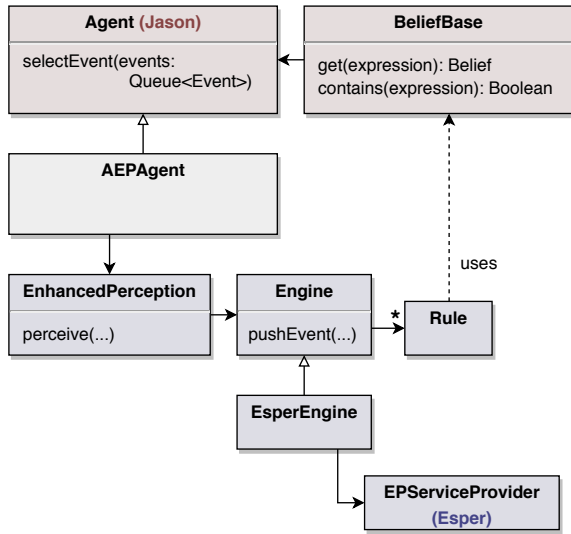 Agent (Jason)
selectEvent(events:
Queue<Event>)
BeliefBase
get(expression): Belief
contains(expression): Boolean
AEPAgent
uses
EnhancedPerception
perceive(...)
Engine
pushEvent(...)
*
Rule
EsperEngine
EPServiceProvider
(Esper)